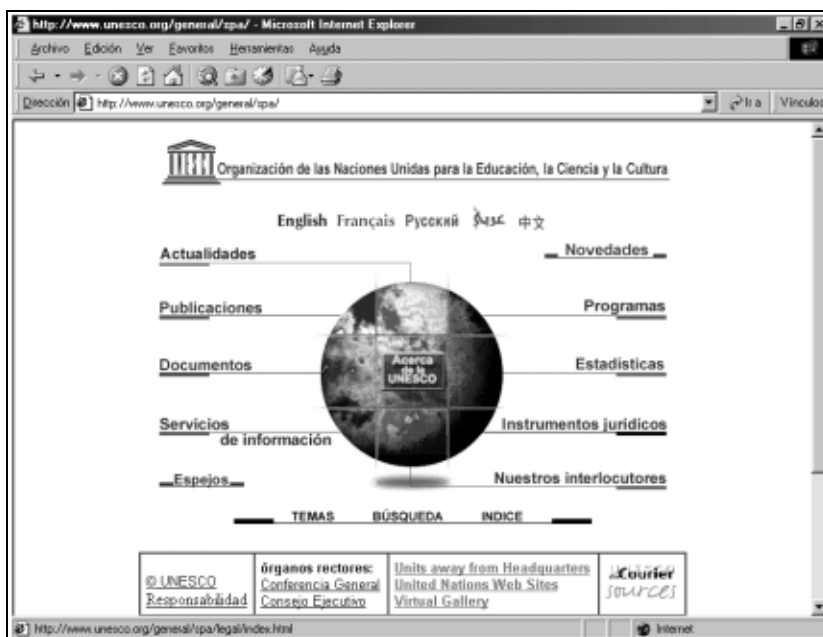 http://www.unesco.org/general/spa/ - Microsoft Internet Explorer
Archivo Edición Ver Favoritos Herramientas Ayuda
Dirección http://www.unesco.org/general/spa/ Ir a Vínculos
Organización de las Naciones Unidas para la Educación, la Ciencia y la Cultura
English Français Русский 中文
Actualidades Novedades
Publicaciones Programas
Acerca
de la
UNESCO
Documentos Estadísticas
Servicios
de información
Instrumentos jurídicos
Espejos Nuestros interlocutores
TEMAS BÚSQUEDA INDICE
© UNESCO
Responsabilidad
órganos rectores:
Conferencia General
Consejo Ejecutivo
Units away from Headquarters
United Nations Web Sites
Virtual Gallery
Courier
sources
http://www.unesco.org/general/spa/legal/index.html Internet